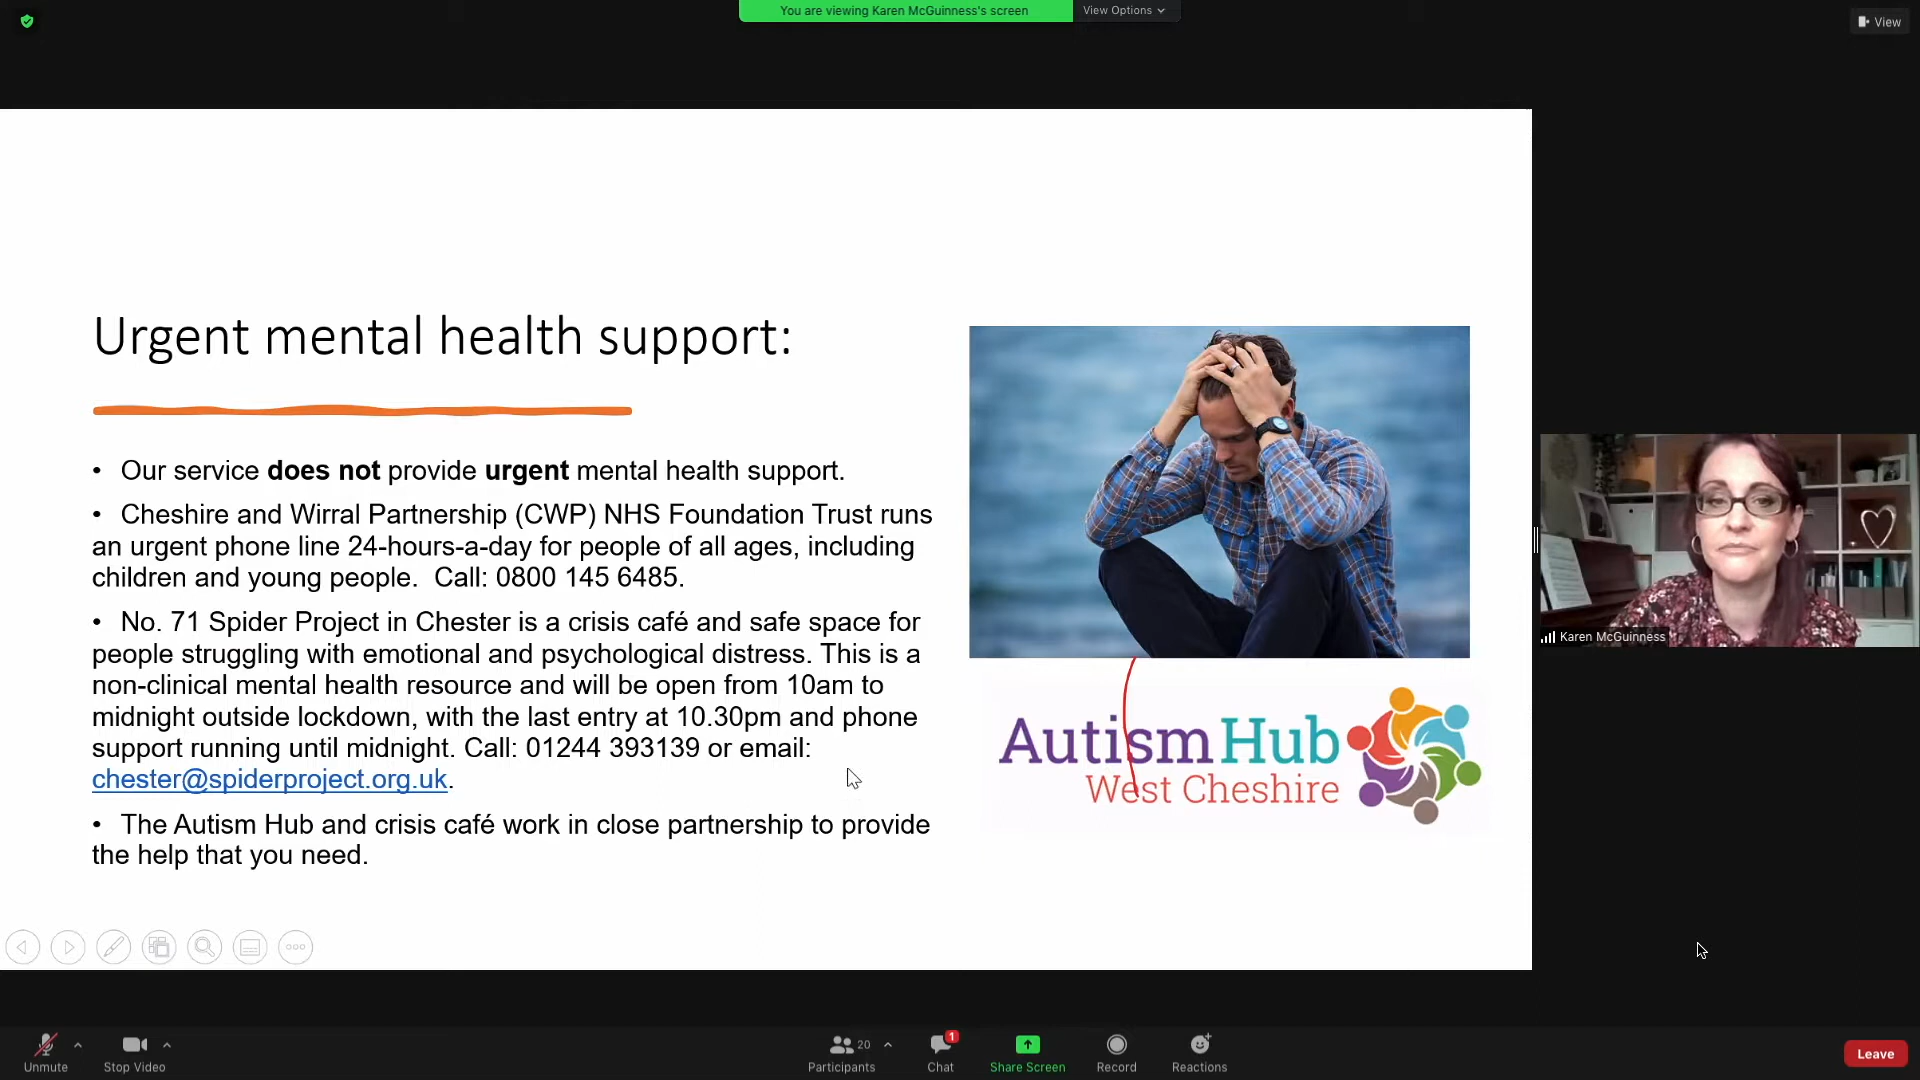 You are viewing Karen McGuinness's screen
View Options
View
Urgent mental health support:
• Our service does not provide urgent mental health support.
• Cheshire and Wirral Partnership (CWP) NHS Foundation Trust runs
an urgent phone line 24-hours-a-day for people of all ages, including
children and young people. Call: 0800 145 6485.
• No. 71 Spider Project in Chester is a crisis café and safe space for
people struggling with emotional and psychological distress. This is a
non-clinical mental health resource and will be open from 10am to
midnight outside lockdown, with the last entry at 10.30pm and phone
support running until midnight. Call: 01244 393139 or email:
chester@spiderproject.org.uk.
• The Autism Hub and crisis café work in close partnership to provide
the help that you need.
Autism Hub
West Cheshire
Karen McGuinness
Unmute
Stop Video
20
Participants
1
Chat
Share Screen
Record
Reactions
Leave